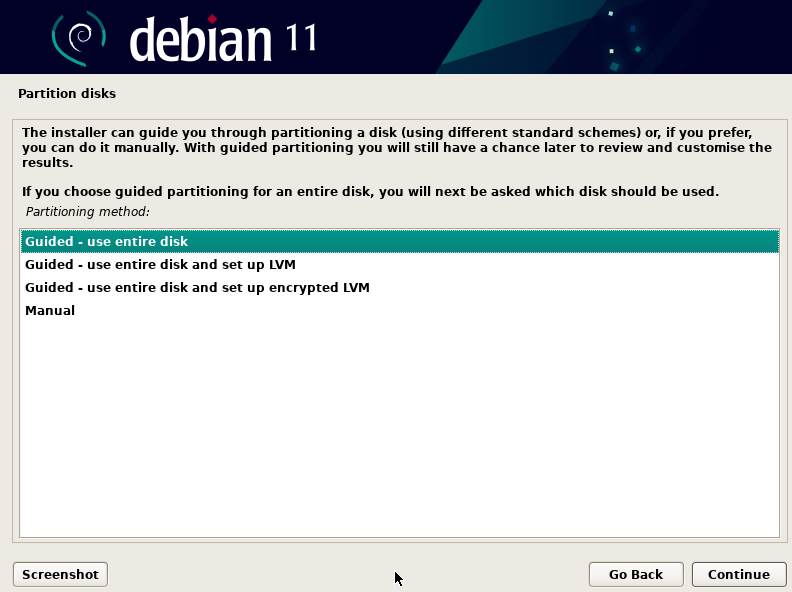 debian 11
Partition disks
The installer can guide you through partitioning a disk (using different standard schemes) or, if you prefer,
you can do it manually. With guided partitioning you will still have a chance later to review and customise the
results.
If you choose guided partitioning for an entire disk, you will next be asked which disk should be used.
Partitioning method:
Guided - use entire disk
Guided - use entire disk and set up LVM
Guided - use entire disk and set up encrypted LVM
Manual
Screenshot
Go Back
Continue